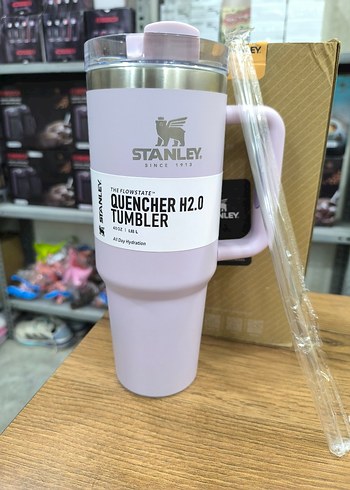 STANLEY
STANLEY.
SINCE 1913
THE FLOWSTATE™
QUENCHER H2.0
TUMBLER
40 OZ | 1.18 L
All Day Hydration